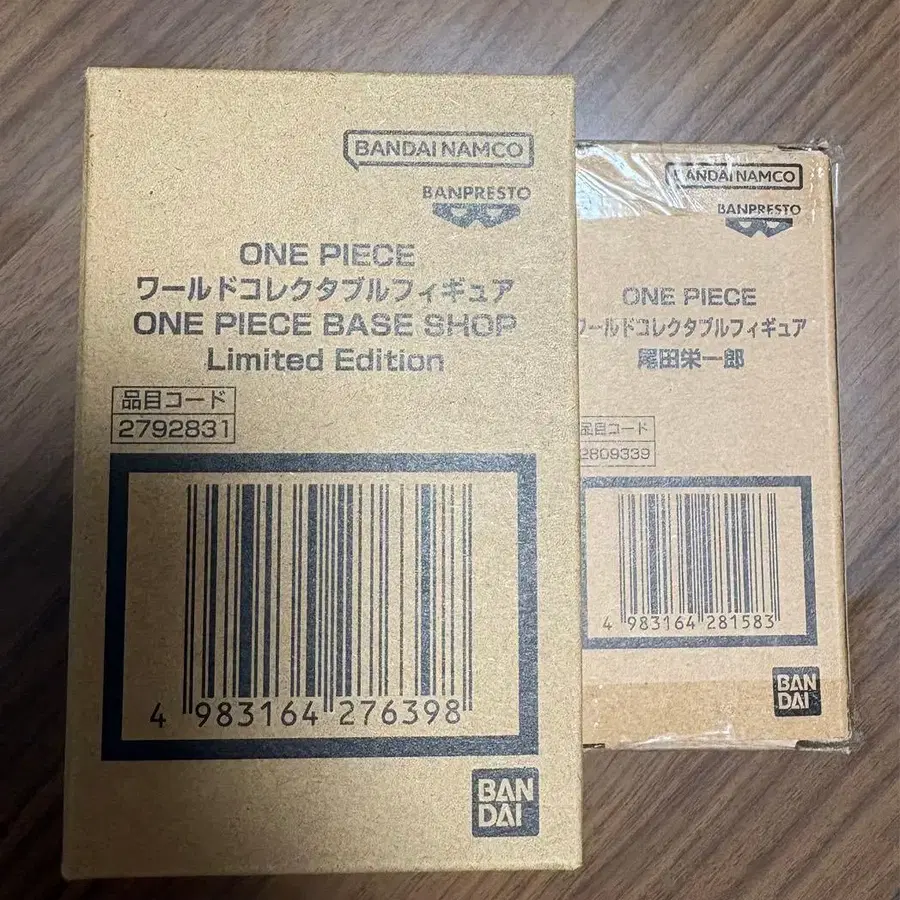 BANDAI NAMCO
BANPRESTO
ONE PIECE
ワールドコレクタブルフィギュア
ONE PIECE BASE SHOP
Limited Edition
品目コード
2792831
4 983164 276398
BAN
DAI
BANDAI NAMCO
BANPRESTO
ONE PIECE
ワールドコレクタブルフィギュア
尾田栄一郎
品目コード
2809339
4 983164 281583
BAN
DAI